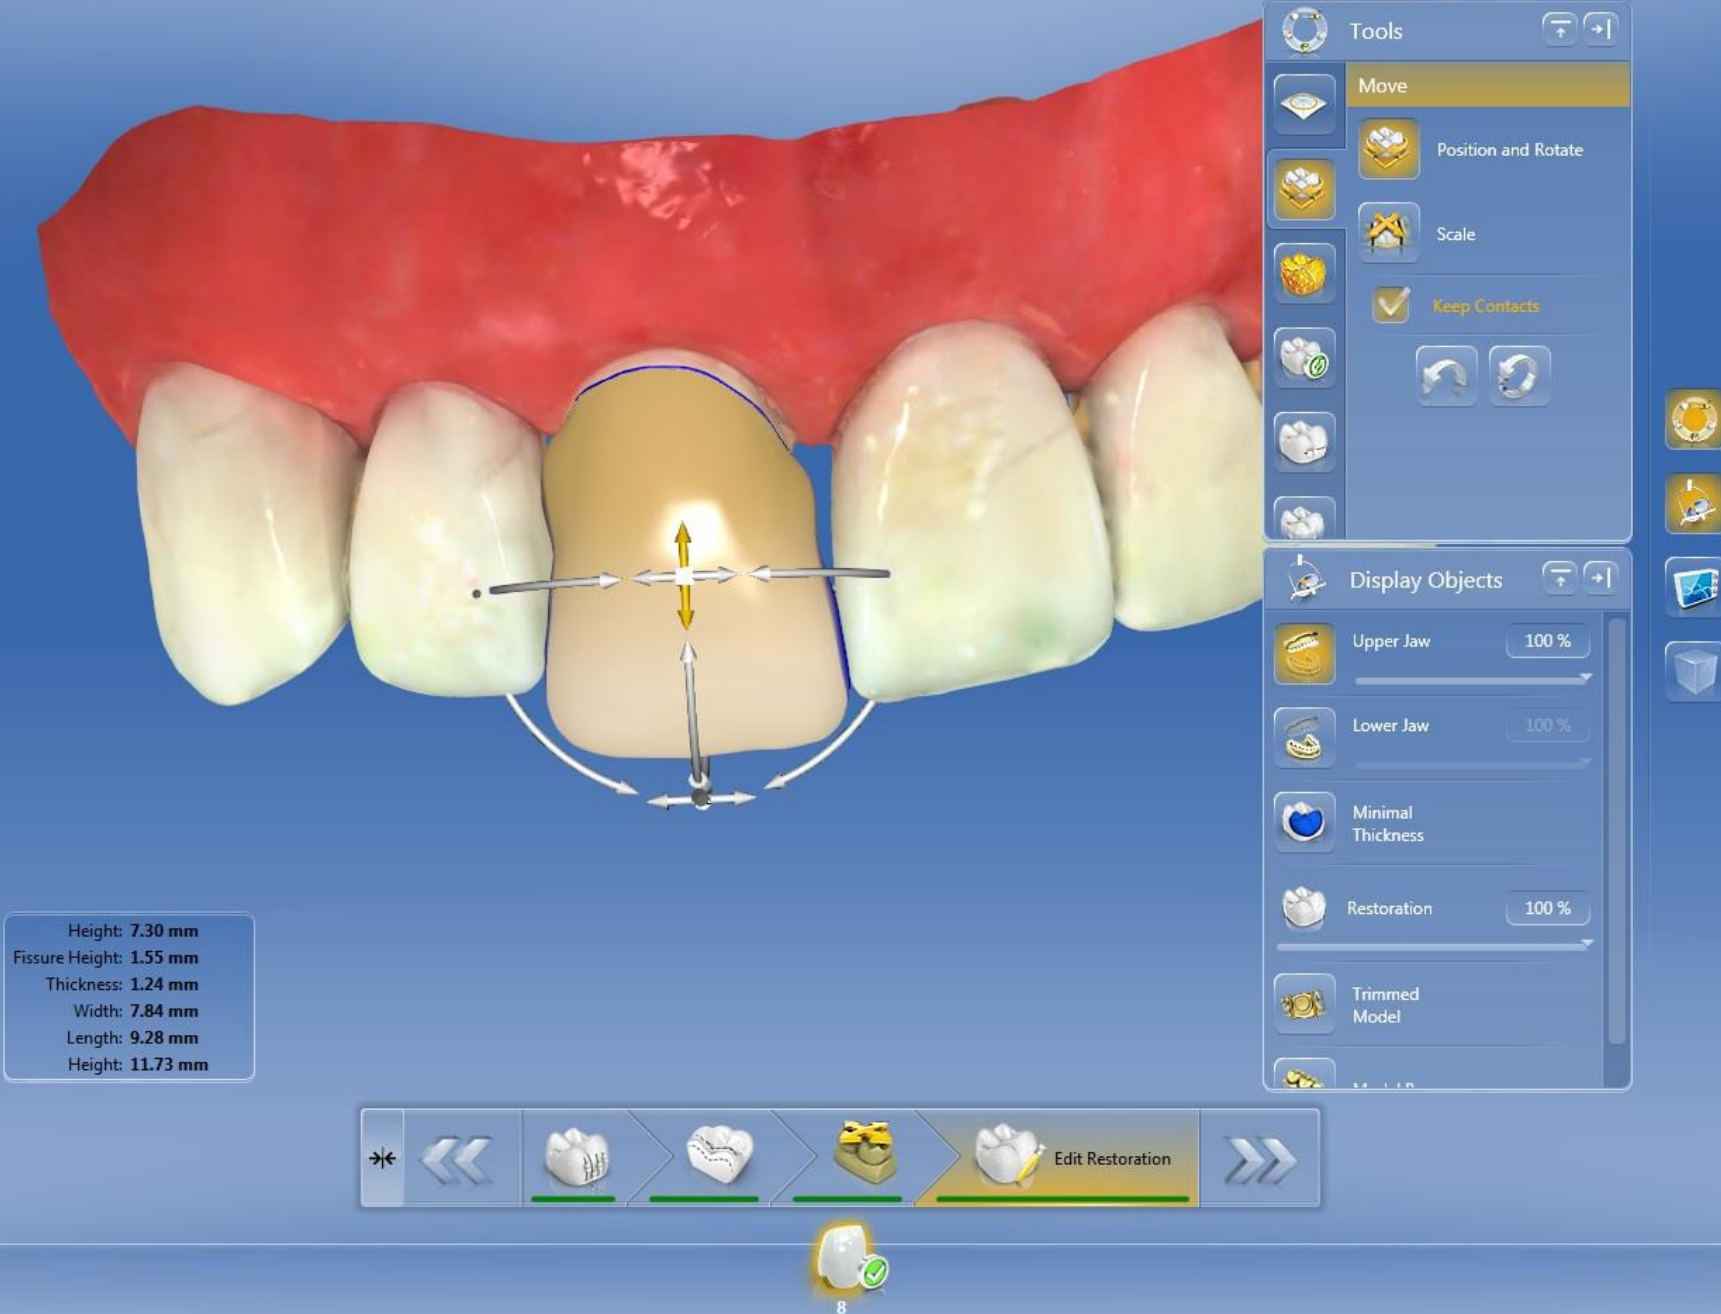 Tools
Move
Position and Rotate
Scale
Keep Contacts
Display Objects
Upper Jaw
100 %
Lower Jaw
100 %
Minimal
Thickness
Restoration
100 %
Trimmed
Model
Height: 7.30 mm
Fissure Height: 1.55 mm
Thickness: 1.24 mm
Width: 7.84 mm
Length: 9.28 mm
Height: 11.73 mm
Edit Restoration
8